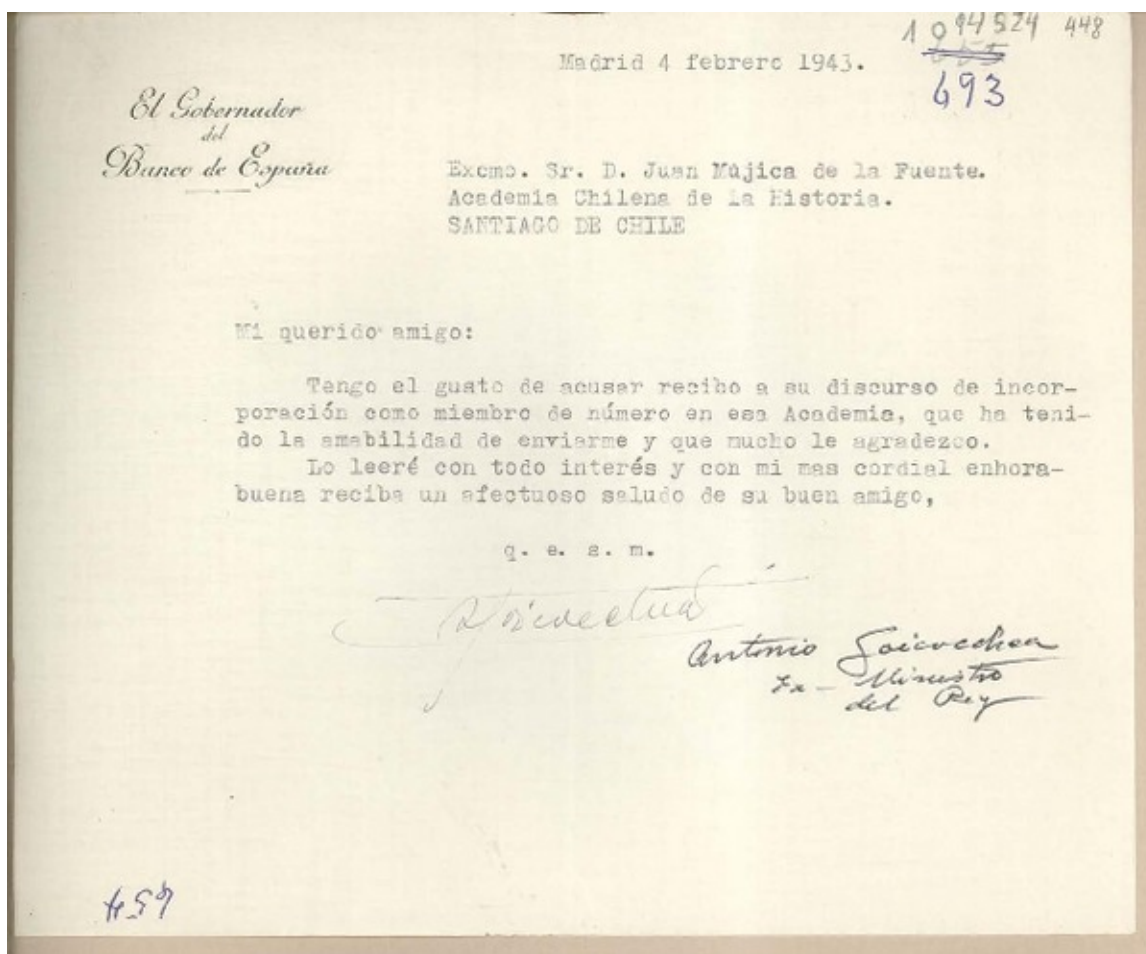 1 994524 448
693
Madrid 4 febrero 1943.
El Gobernador
del
Banco de España
Excmo. Sr. D. Juan Mújica de la Fuente.
Academia Chilena de la Historia.
SANTIAGO DE CHILE
Mi querido amigo:
Tengo el gusto de acusar recibo a su discurso de incor-
poración como miembro de número en esa Academia, que ha teni-
do la amabilidad de enviarme y que mucho le agradezco.
Lo leeré con todo interés y con mi mas cordial enhora-
buena reciba un afectuoso saludo de su buen amigo,
q. e. s. m.
Antonio Goicoechea
Ex-Ministro
del Rey